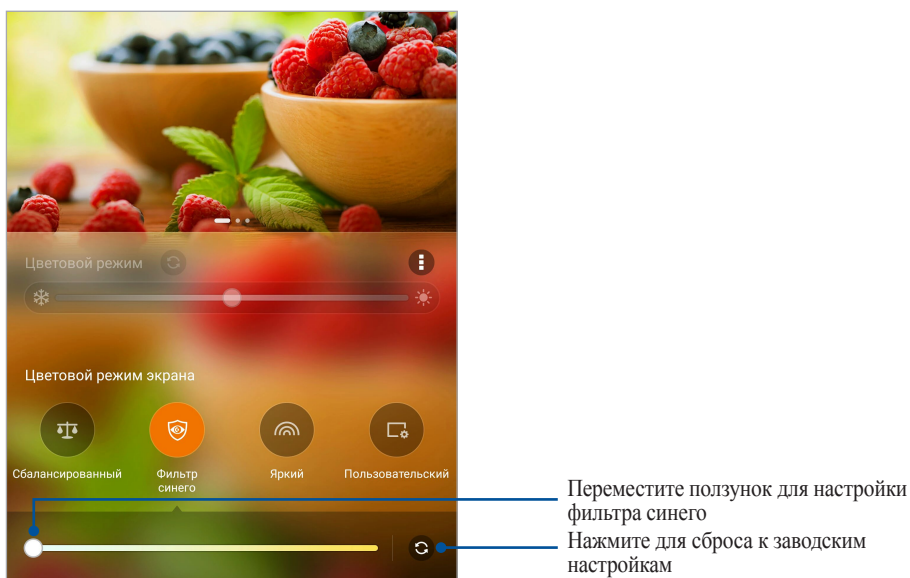 Цветовой режим
Цветовой режим экрана
Сбалансированный
Фильтр
синего
Яркий
Пользовательский
Переместите ползунок для настройки
фильтра синего
Нажмите для сброса к заводским
настройкам